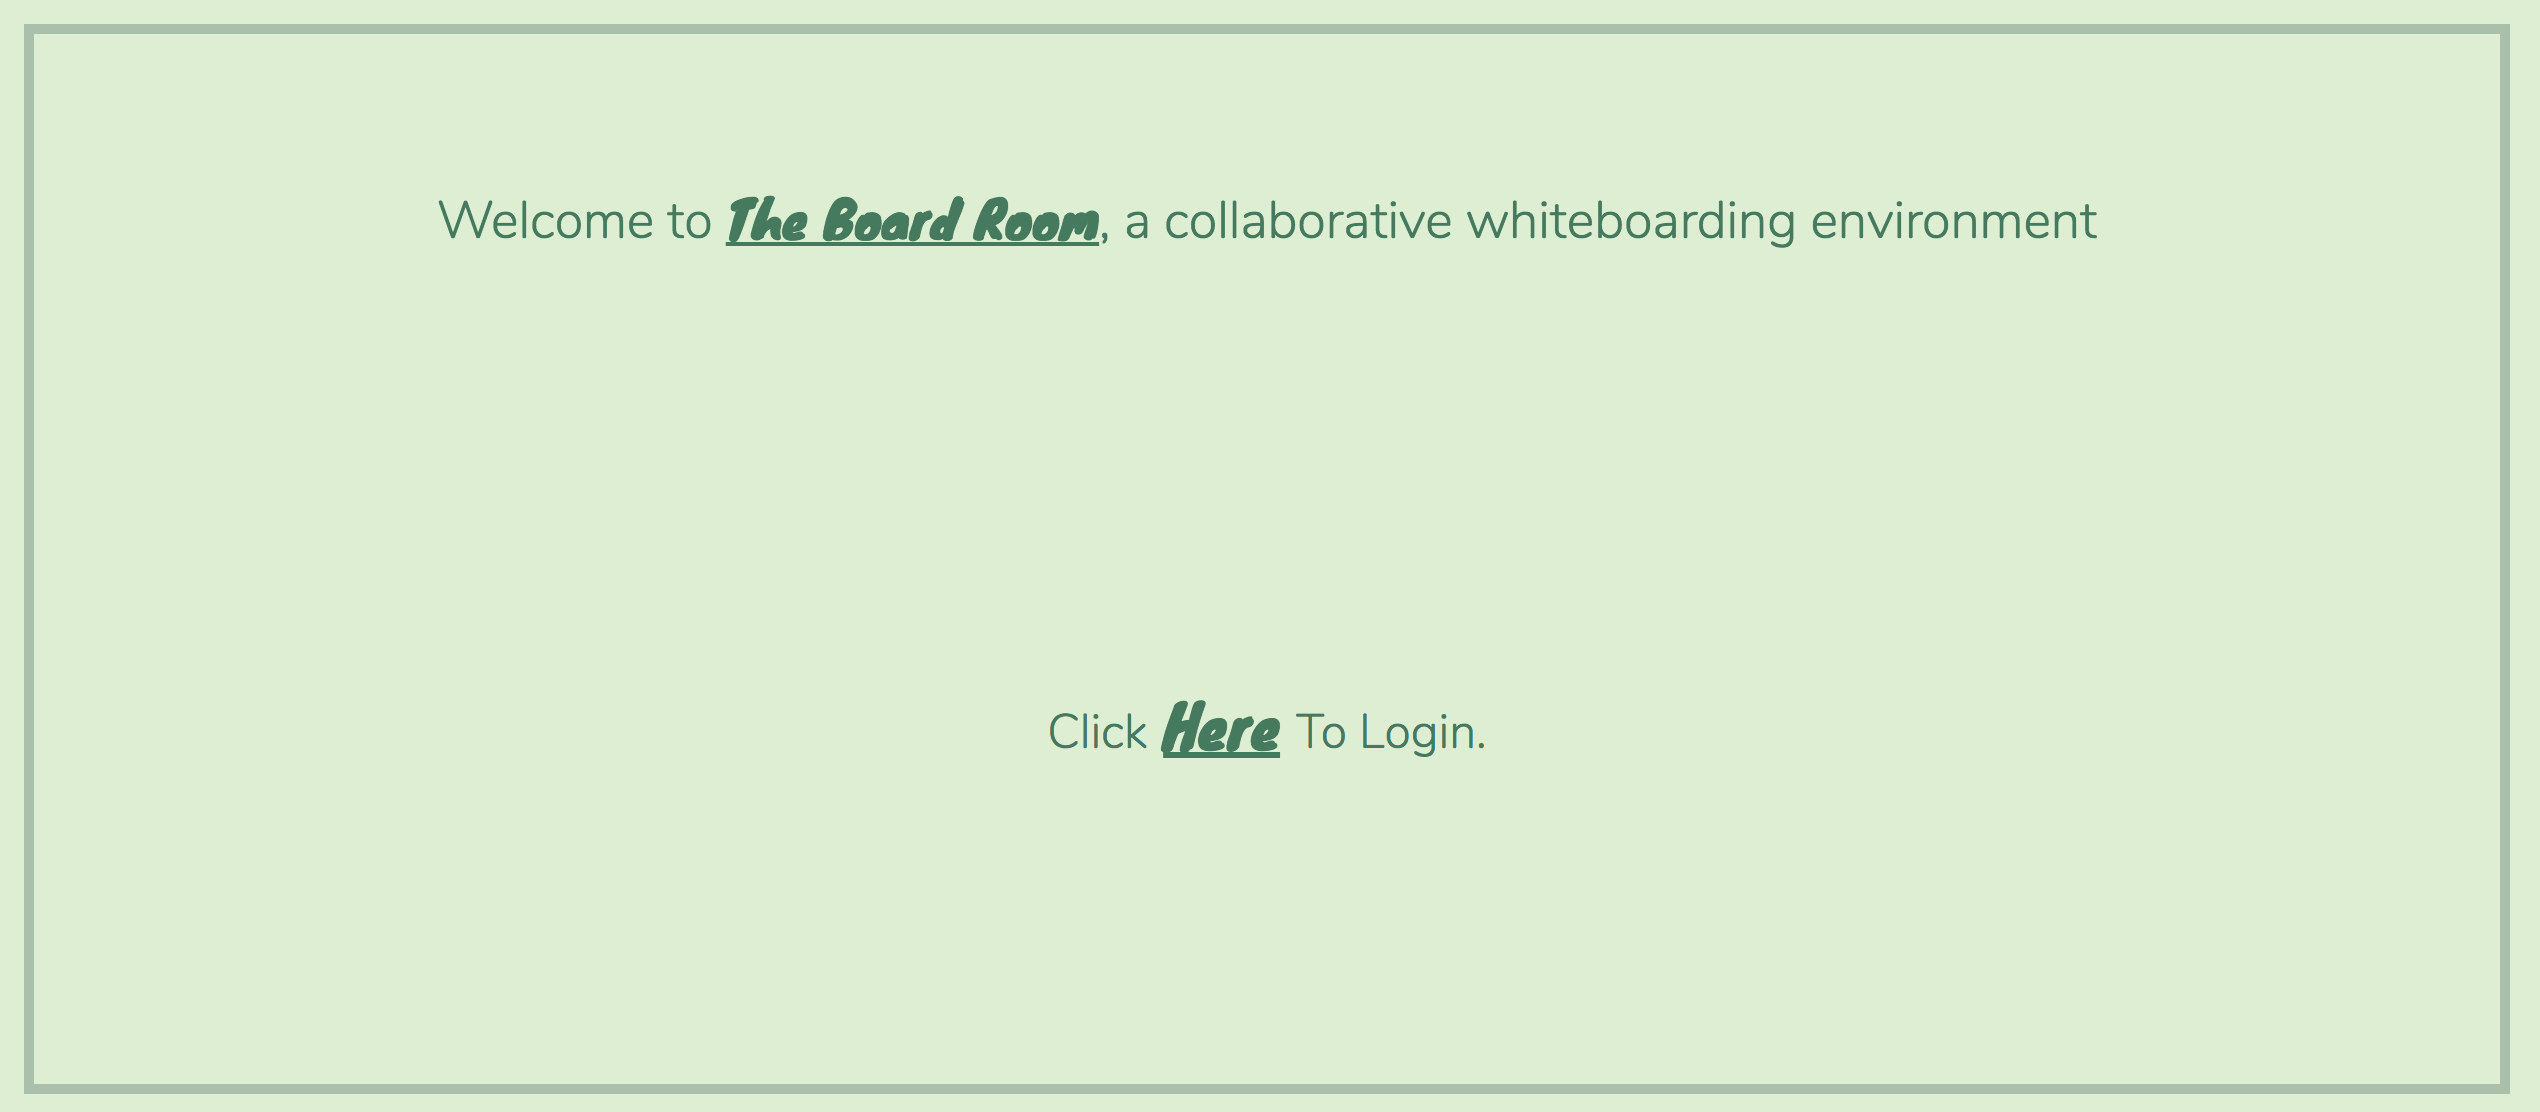 Welcome to The Board Room, a collaborative whiteboarding environment
Click Here To Login.